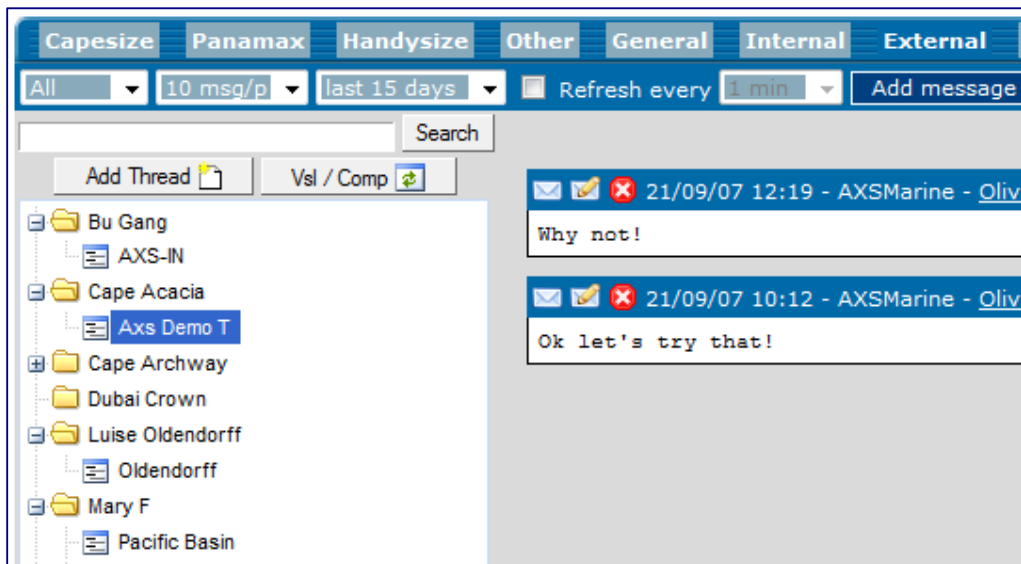 Capesize Panamax Handysize Other General Internal External
All 10 msg/p last 15 days Refresh every 1 min Add message
Search
Add Thread Vsl / Comp
21/09/07 12:19 - AXSMarine - Oliv
Why not!
21/09/07 10:12 - AXSMarine - Oliv
Ok let's try that!
Bu Gang
AXS-IN
Cape Acacia
Axs Demo T
Cape Archway
Dubai Crown
Luise Oldendorff
Oldendorff
Mary F
Pacific Basin